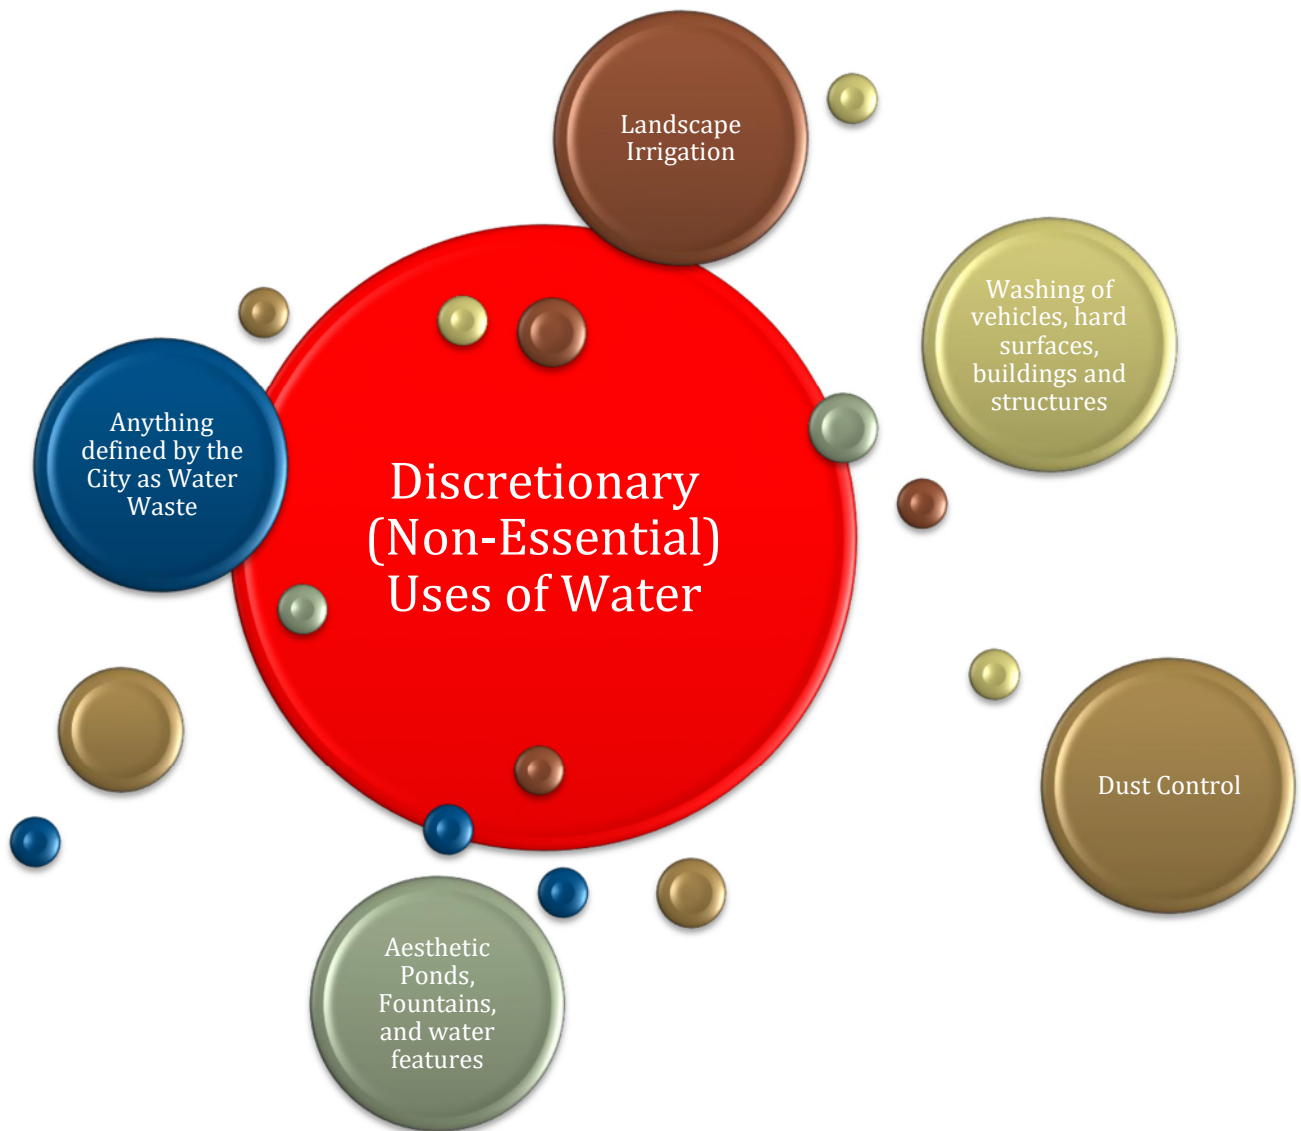 Landscape
Irrigation
Washing of
vehicles, hard
surfaces,
buildings and
structures
Anything
defined by the
City as Water
Waste
Discretionary
(Non-Essential)
Uses of Water
Dust Control
Aesthetic
Ponds,
Fountains,
and water
features